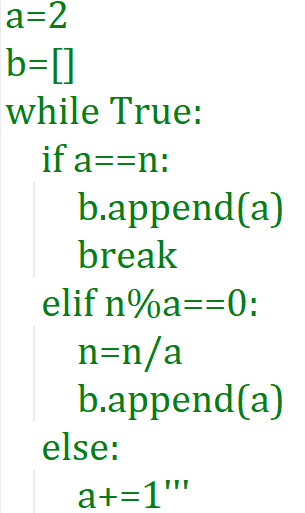 a=2
b=[]
while True:
    if a==n:
        b.append(a)
        break
    elif n%a==0:
        n=n/a
        b.append(a)
    else:
        a+=1'''